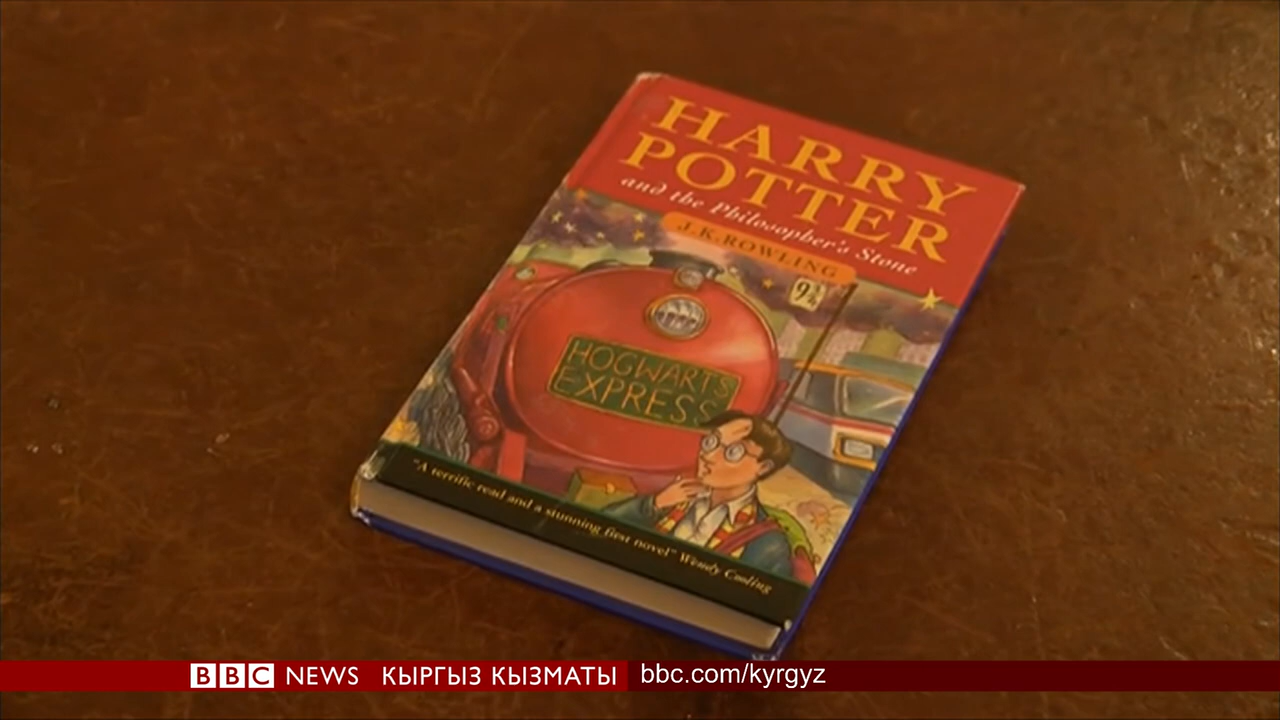 HARRY
POTTER
and the Philosopher's Stone
J.K.ROWLING
9¾
HOGWARTS
EXPRESS
"A terrific read and a stunning first novel" Wendy Cooling
BBC NEWS КЫРГЫЗ КЫЗМАТЫ bbc.com/kyrgyz